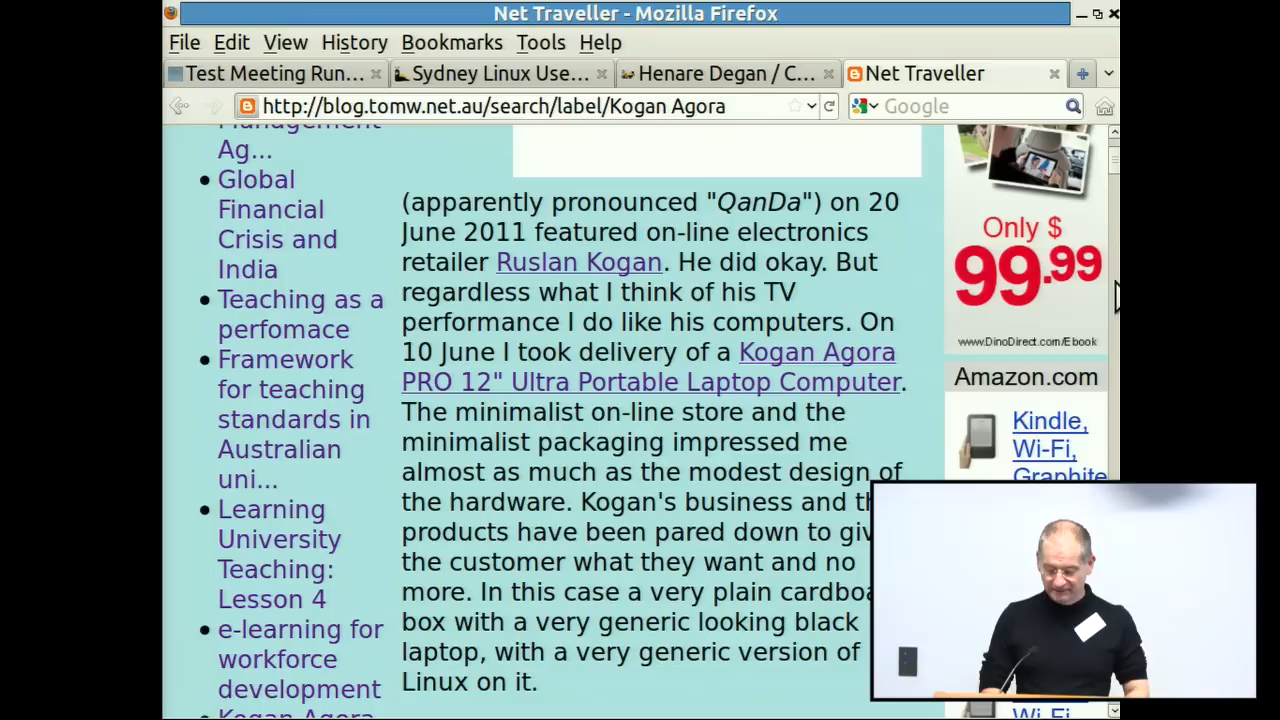 Net Traveller - Mozilla Firefox
File Edit View History Bookmarks Tools Help
Test Meeting Run... Sydney Linux Use... Henare Degan / C... Net Traveller
http://blog.tomw.net.au/search/label/Kogan Agora
Google
Management
Ag...
Global
Financial
Crisis and
India
Teaching as a
perfomace
Framework
for teaching
standards in
Australian
uni...
Learning
University
Teaching:
Lesson 4
e-learning for
workforce
development
Kogan Agora
(apparently pronounced "QanDa") on 20
June 2011 featured on-line electronics
retailer Ruslan Kogan. He did okay. But
regardless what I think of his TV
performance I do like his computers. On
10 June I took delivery of a Kogan Agora
PRO 12" Ultra Portable Laptop Computer.
The minimalist on-line store and the
minimalist packaging impressed me
almost as much as the modest design of
the hardware. Kogan's business and th
products have been pared down to giv
the customer what they want and no
more. In this case a very plain cardboa
box with a very generic looking black
laptop, with a very generic version of
Linux on it.
Only $
99.99
www.DinoDirect.com/Ebook
Amazon.com
Kindle,
Wi-Fi,
Graphite
Wi-Fi,